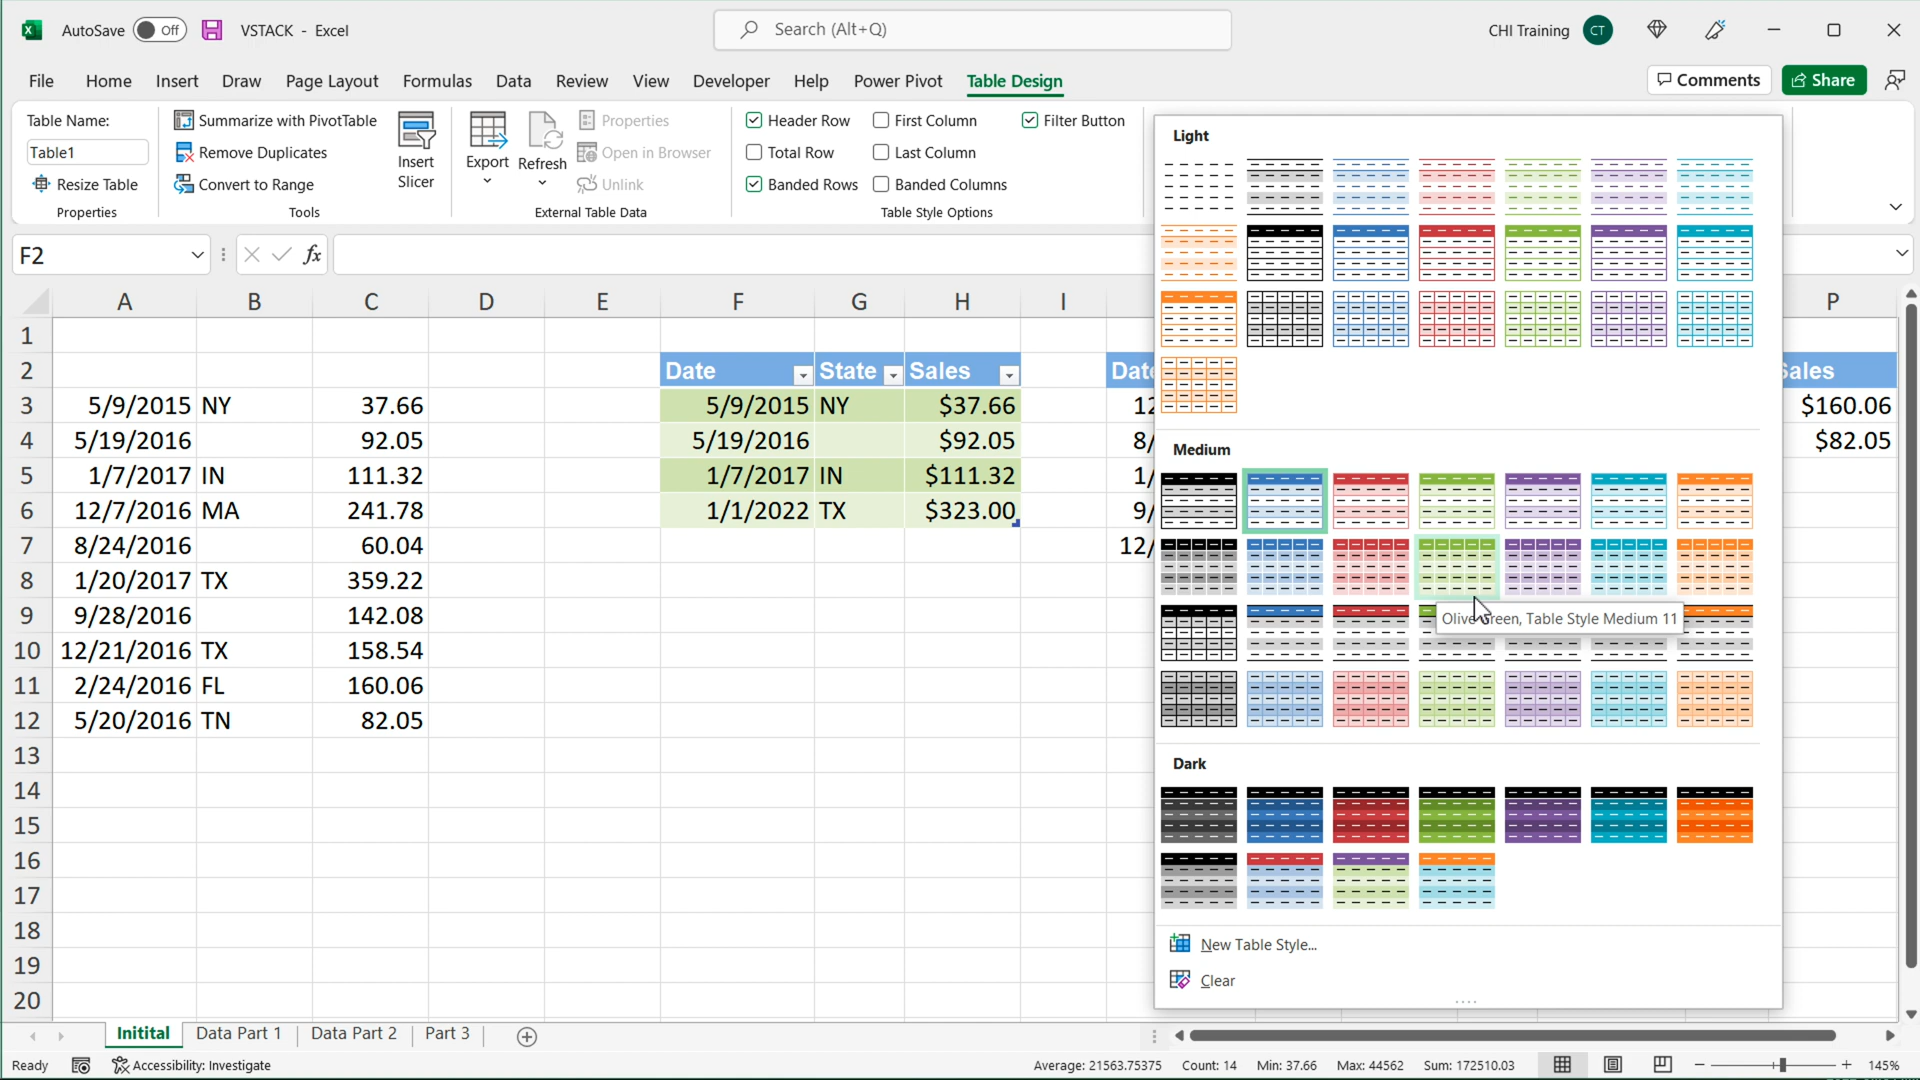 AutoSave Off VSTACK - Excel Search (Alt+Q) CHI Training CT
File Home Insert Draw Page Layout Formulas Data Review View Developer Help Power Pivot Table Design Comments Share
Table Name: Summarize with PivotTable Properties Header Row First Column Filter Button
Table1 Remove Duplicates Insert Slicer Export Refresh Open in Browser Total Row Last Column
Resize Table Convert to Range Unlink Banded Rows Banded Columns
Properties Tools External Table Data Table Style Options
F2 fx
A B C D E F G H I P
1
2 Date State Sales Date Sales
3 5/9/2015 NY 37.66 5/9/2015 NY $37.66 12 $160.06
4 5/19/2016 92.05 5/19/2016 $92.05 8/ $82.05
5 1/7/2017 IN 111.32 1/7/2017 IN $111.32 1/
6 12/7/2016 MA 241.78 1/1/2022 TX $323.00 9/
7 8/24/2016 60.04 12/
8 1/20/2017 TX 359.22
9 9/28/2016 142.08
10 12/21/2016 TX 158.54
11 2/24/2016 FL 160.06
12 5/20/2016 TN 82.05
13
14
15
16
17
18
19
20
Light
Medium
Olive Green, Table Style Medium 11
Dark
New Table Style...
Clear
Initital Data Part 1 Data Part 2 Part 3
Ready Accessibility: Investigate Average: 21563.75375 Count: 14 Min: 37.66 Max: 44562 Sum: 172510.03 145%